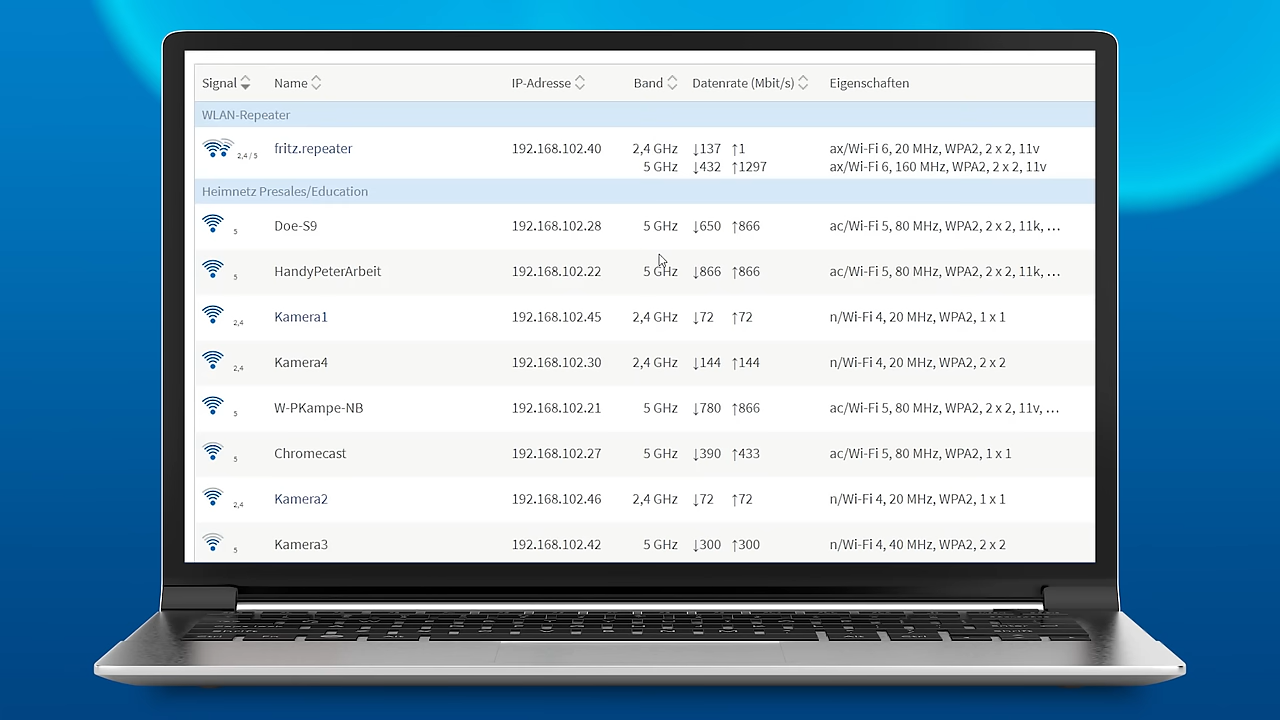 Signal Name IP-Adresse Band Datenrate (Mbit/s) Eigenschaften
WLAN-Repeater
2,4 / 5 fritz.repeater 192.168.102.40 2,4 GHz ↓137 ↑1 ax/Wi-Fi 6, 20 MHz, WPA2, 2 x 2, 11v
5 GHz ↓432 ↑1297 ax/Wi-Fi 6, 160 MHz, WPA2, 2 x 2, 11v
Heimnetz Presales/Education
5 Doe-S9 192.168.102.28 5 GHz ↓650 ↑866 ac/Wi-Fi 5, 80 MHz, WPA2, 2 x 2, 11k, …
5 HandyPeterArbeit 192.168.102.22 5 GHz ↓866 ↑866 ac/Wi-Fi 5, 80 MHz, WPA2, 2 x 2, 11k, …
2,4 Kamera1 192.168.102.45 2,4 GHz ↓72 ↑72 n/Wi-Fi 4, 20 MHz, WPA2, 1 x 1
2,4 Kamera4 192.168.102.30 2,4 GHz ↓144 ↑144 n/Wi-Fi 4, 20 MHz, WPA2, 2 x 2
5 W-PKampe-NB 192.168.102.21 5 GHz ↓780 ↑866 ac/Wi-Fi 5, 80 MHz, WPA2, 2 x 2, 11v, …
5 Chromecast 192.168.102.27 5 GHz ↓390 ↑433 ac/Wi-Fi 5, 80 MHz, WPA2, 1 x 1
2,4 Kamera2 192.168.102.46 2,4 GHz ↓72 ↑72 n/Wi-Fi 4, 20 MHz, WPA2, 1 x 1
5 Kamera3 192.168.102.42 5 GHz ↓300 ↑300 n/Wi-Fi 4, 40 MHz, WPA2, 2 x 2